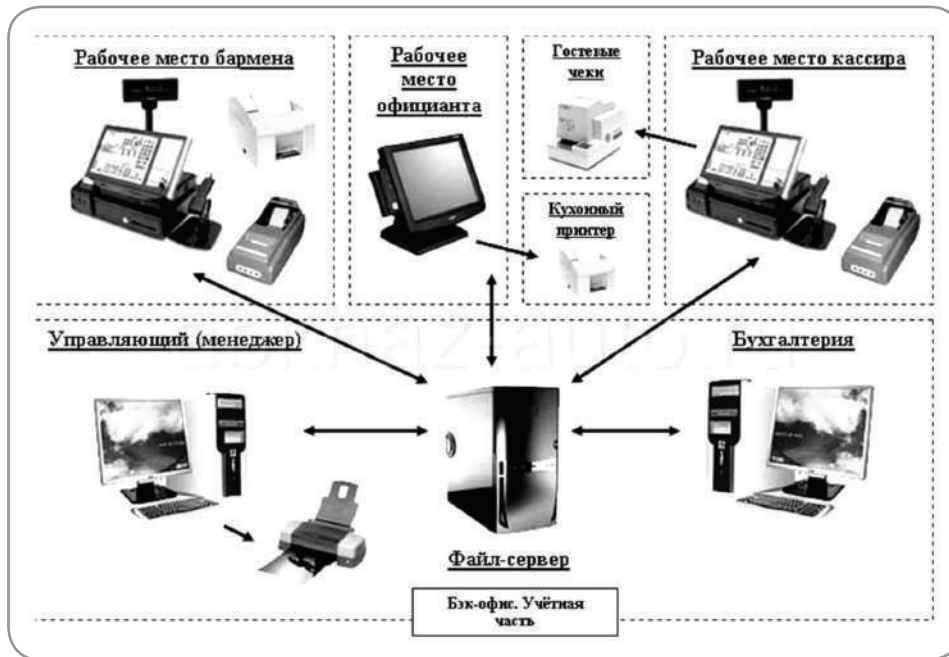 Рабочее место бармена
Рабочее
место
официанта
Гостевые
чеки
Рабочее место кассира
Кухонный
принтер
Управляющий (менеджер)
Бухгалтерия
Файл-сервер
Бэк-офис. Учётная
часть